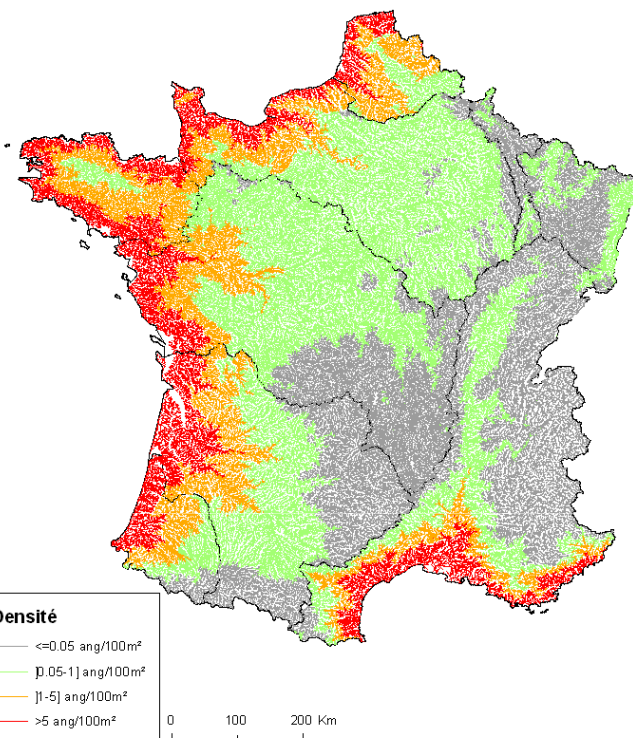 Densité
<=0.05 ang/100m²
]0.05-1] ang/100m²
]1-5] ang/100m²
>5 ang/100m²
0 100 200 Km